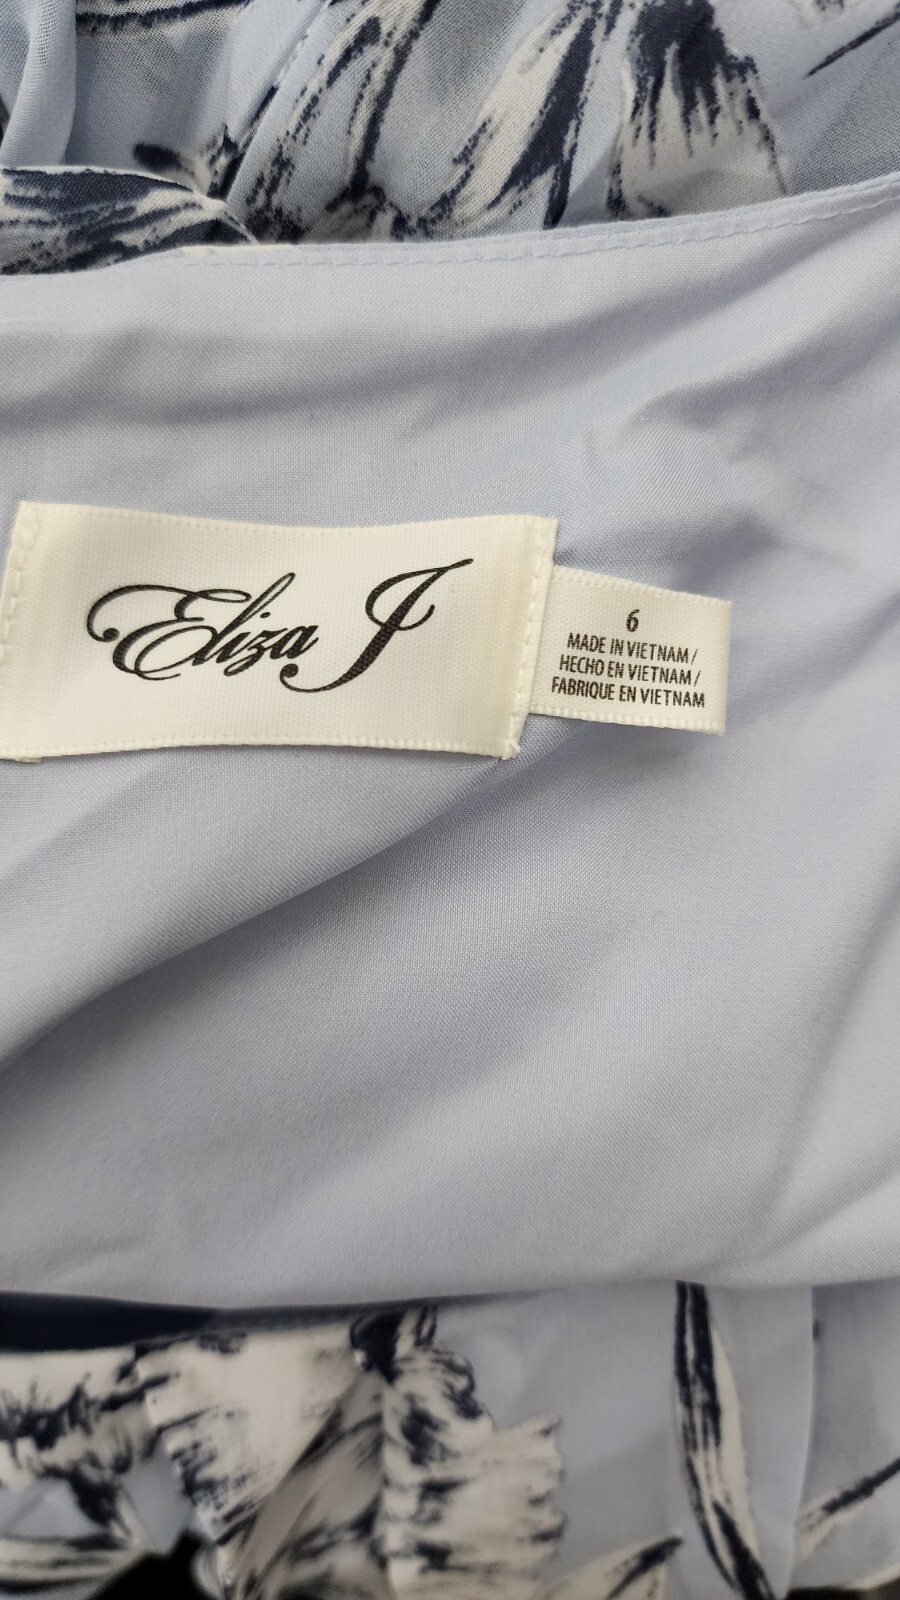 Eliza J
6
MADE IN VIETNAM/
HECHO EN VIETNAM/
FABRIQUE EN VIETNAM